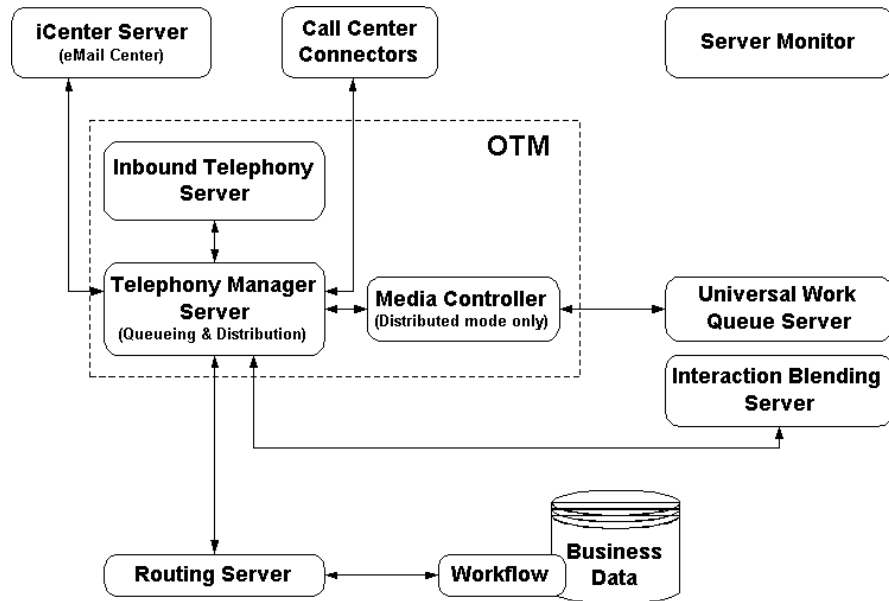 iCenter Server
(eMail Center)
Call Center
Connectors
Server Monitor
OTM
Inbound Telephony
Server
Telephony Manager
Server
(Queueing & Distribution)
Media Controller
(Distributed mode only)
Universal Work
Queue Server
Interaction Blending
Server
Routing Server
Workflow
Business
Data